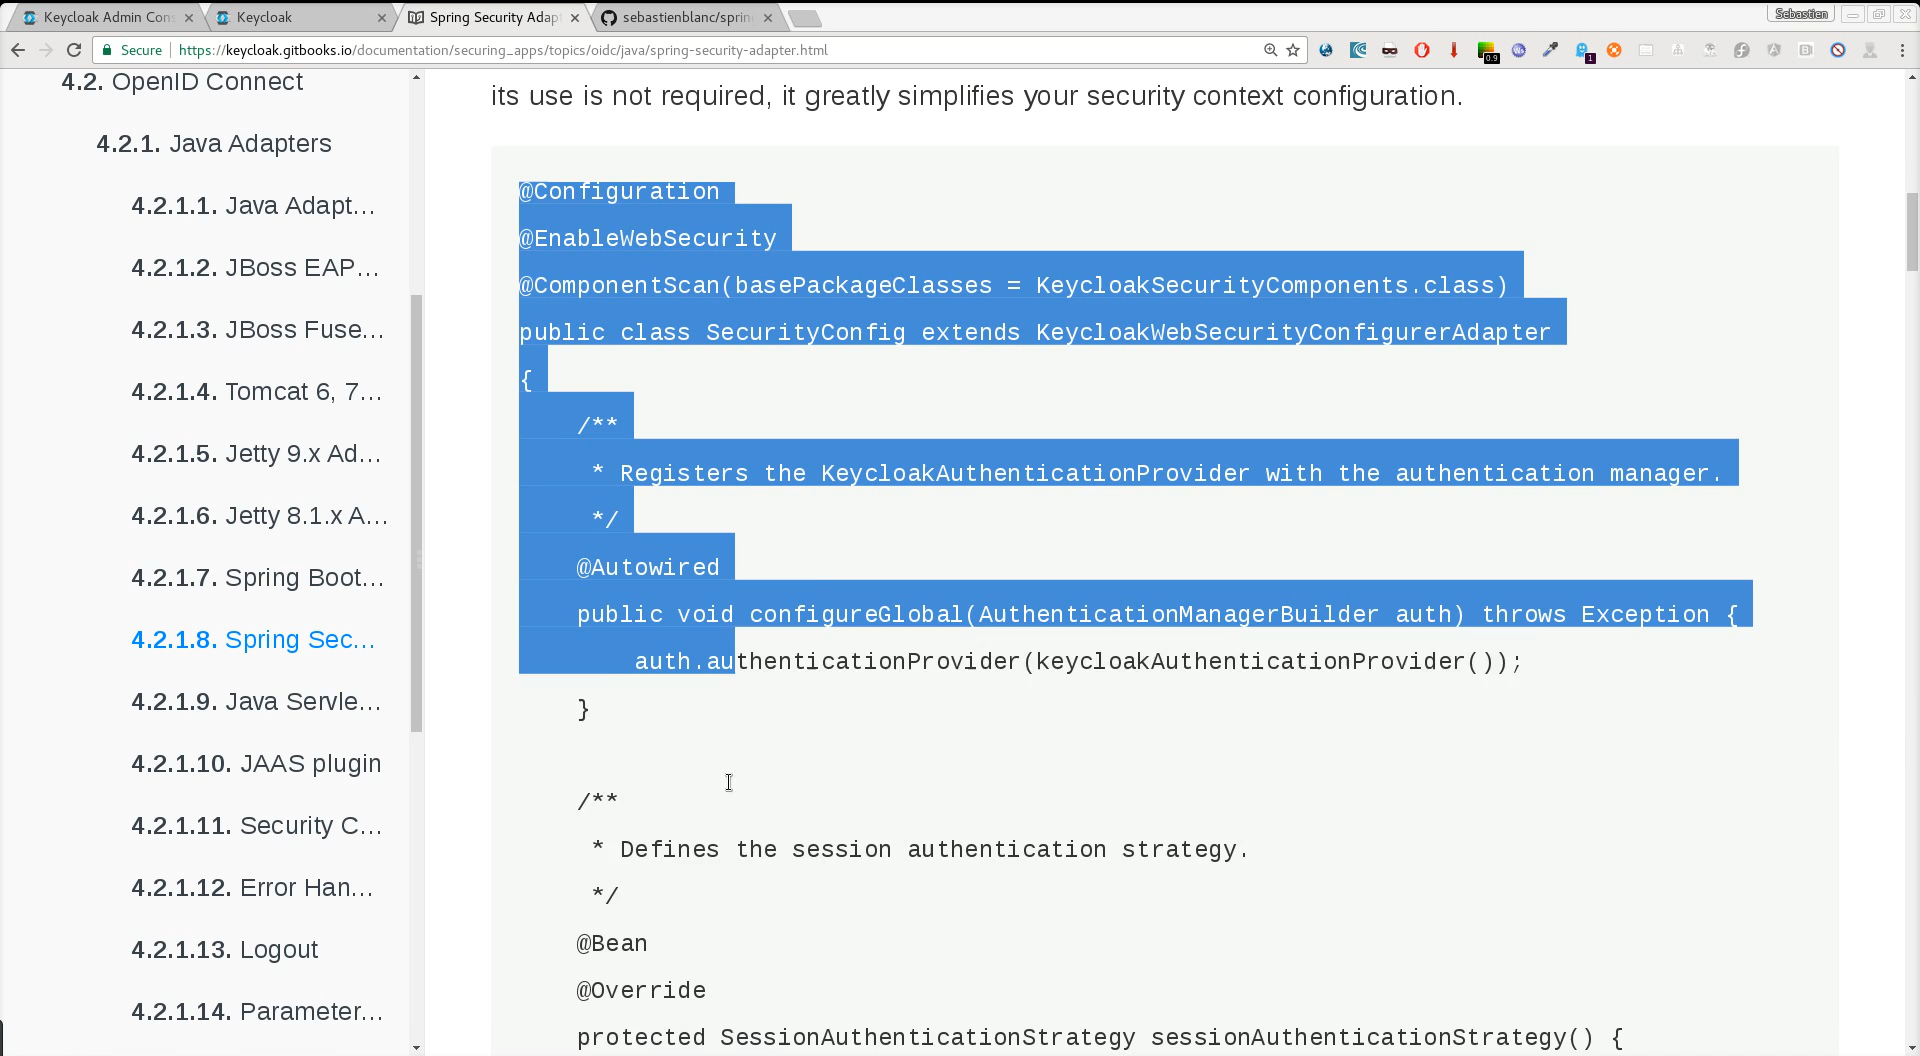 Keycloak Admin Cons
Keycloak
Spring Security Adap
sebastienblanc/sprin
Sebastien
Secure
https://keycloak.gitbooks.io/documentation/securing_apps/topics/oidc/java/spring-security-adapter.html
0.9
1
4.2. OpenID Connect
4.2.1. Java Adapters
4.2.1.1. Java Adapt...
4.2.1.2. JBoss EAP...
4.2.1.3. JBoss Fuse...
4.2.1.4. Tomcat 6, 7...
4.2.1.5. Jetty 9.x Ad...
4.2.1.6. Jetty 8.1.x A...
4.2.1.7. Spring Boot...
4.2.1.8. Spring Sec...
4.2.1.9. Java Servle...
4.2.1.10. JAAS plugin
4.2.1.11. Security C...
4.2.1.12. Error Han...
4.2.1.13. Logout
4.2.1.14. Parameter...
its use is not required, it greatly simplifies your security context configuration.
@Configuration
@EnableWebSecurity
@ComponentScan(basePackageClasses = KeycloakSecurityComponents.class)
public class SecurityConfig extends KeycloakWebSecurityConfigurerAdapter
{
    /**
     * Registers the KeycloakAuthenticationProvider with the authentication manager.
     */
    @Autowired
    public void configureGlobal(AuthenticationManagerBuilder auth) throws Exception {
        auth.authenticationProvider(keycloakAuthenticationProvider());
    }
    /**
     * Defines the session authentication strategy.
     */
    @Bean
    @Override
    protected SessionAuthenticationStrategy sessionAuthenticationStrategy() {